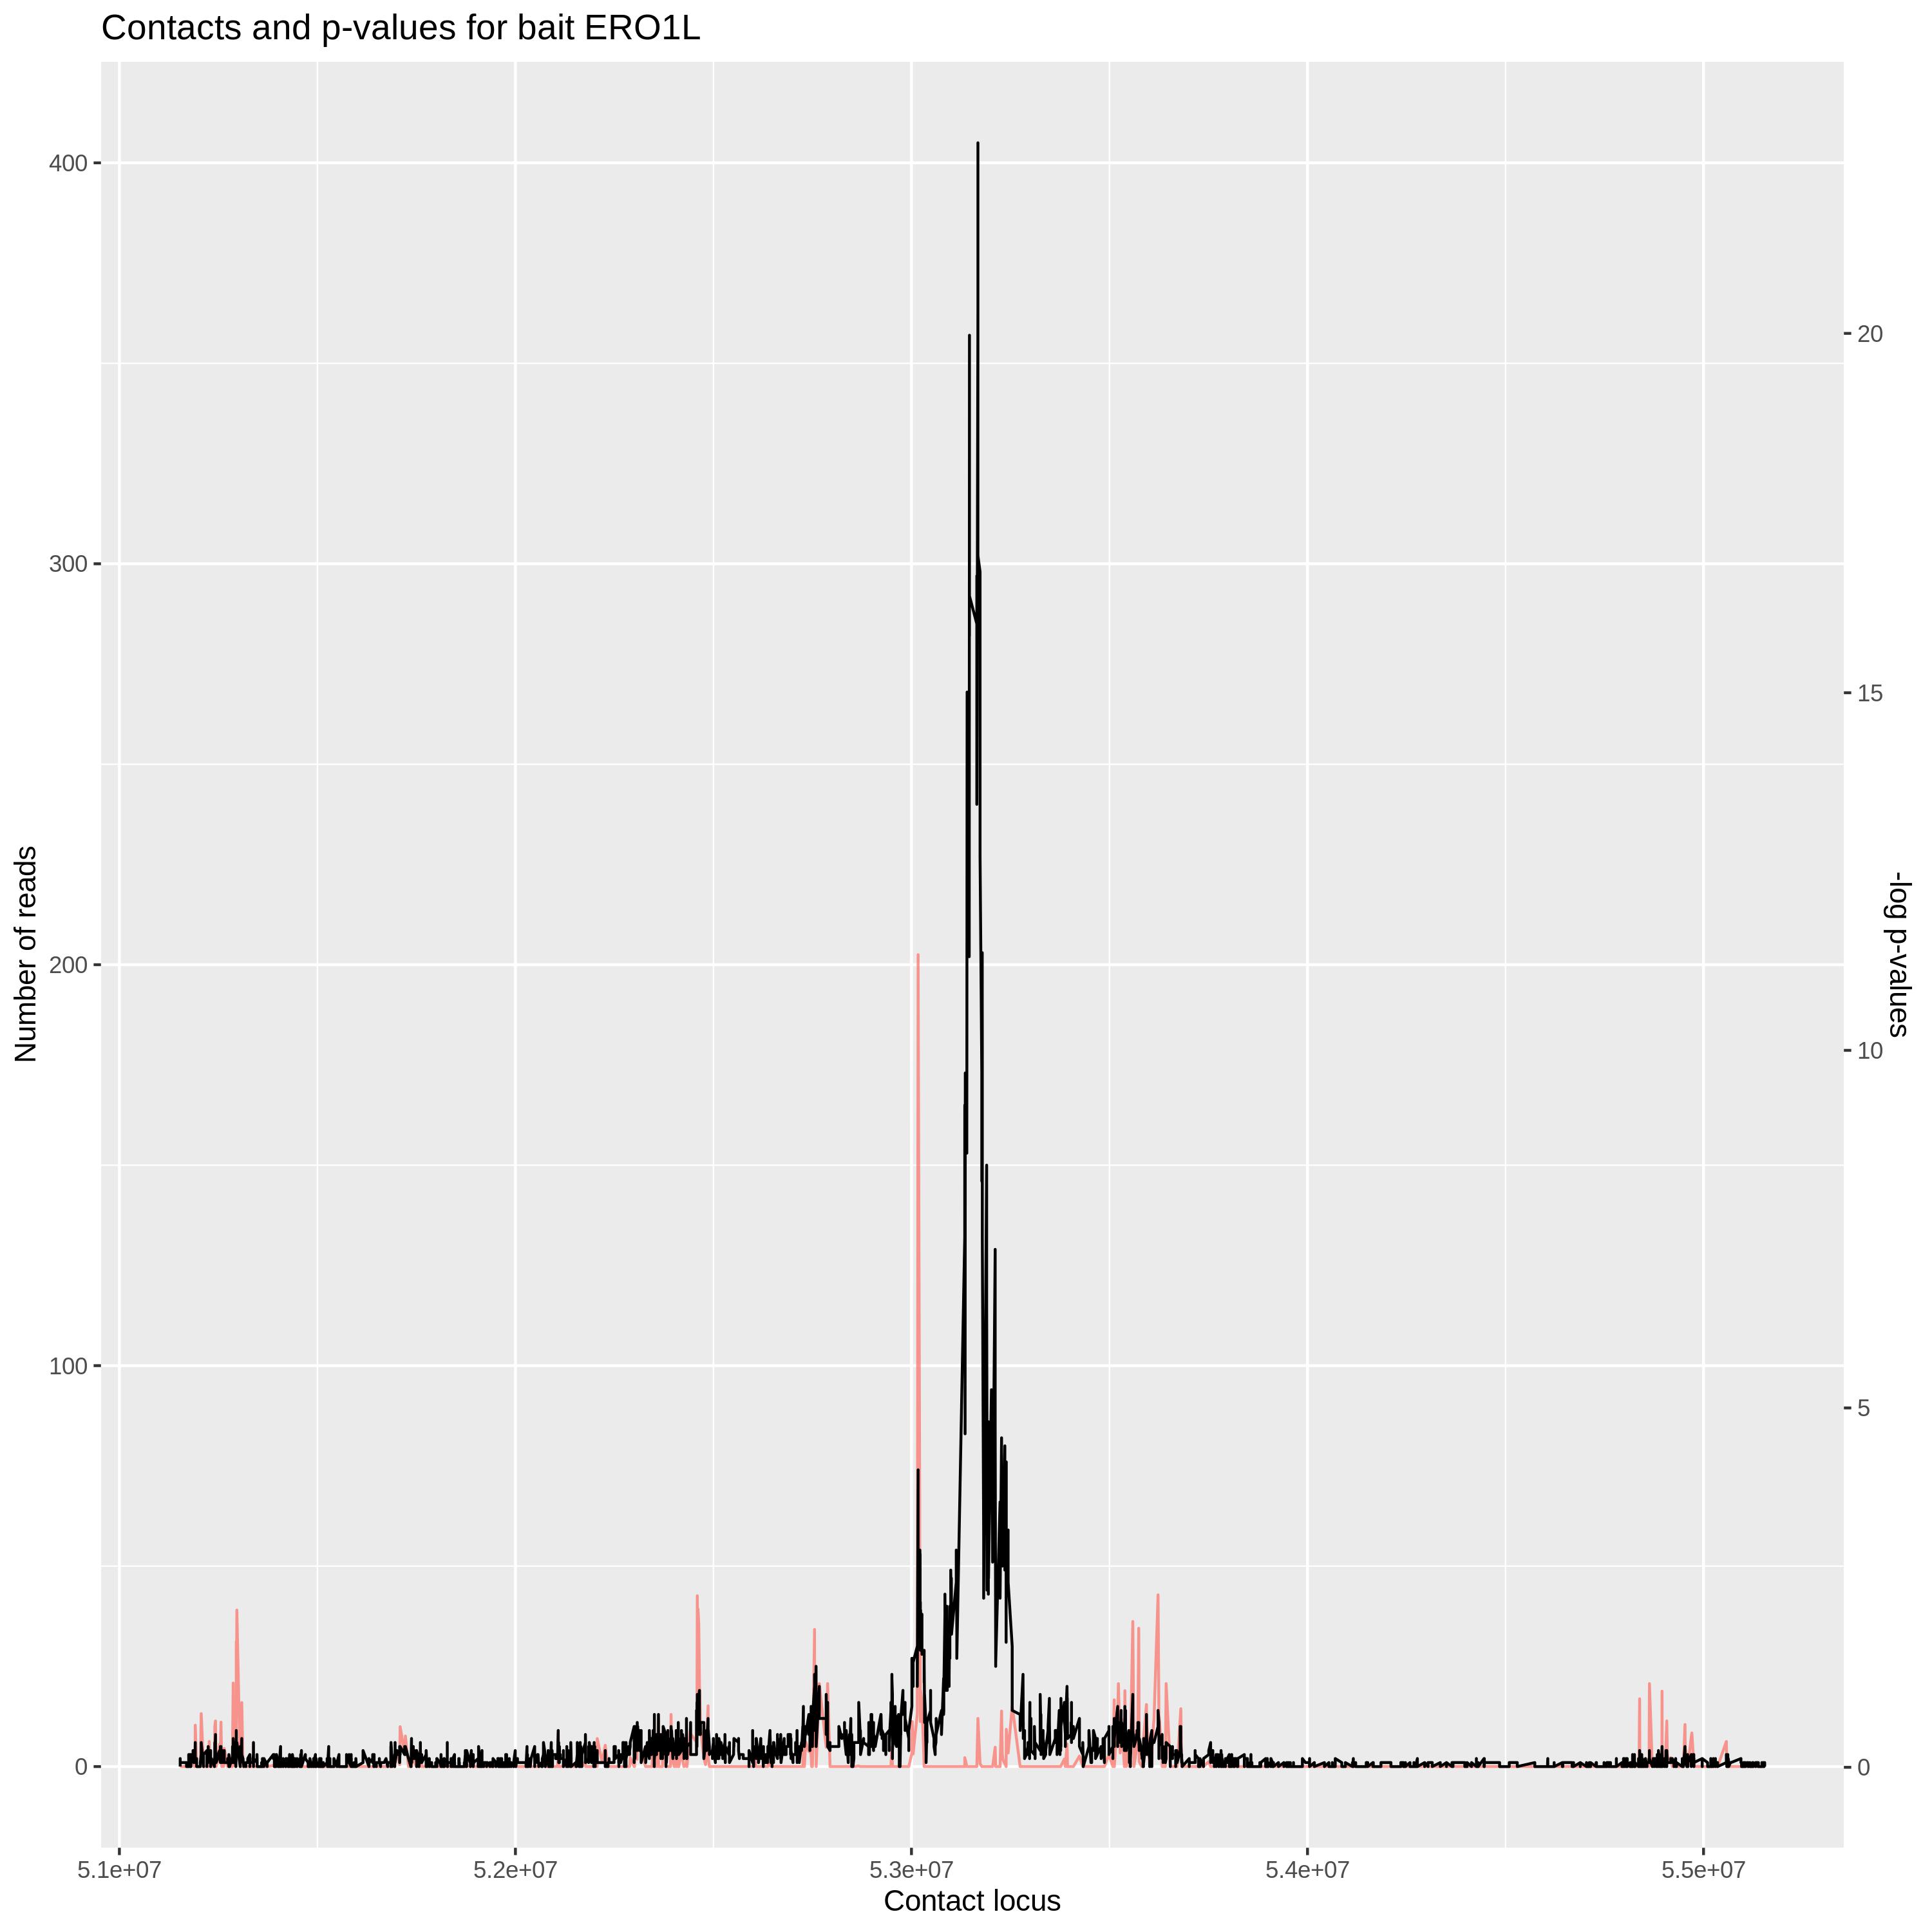 Contacts and p-values for bait ERO1L
400
300
200
100
0
Number of reads
20
15
10
5
0
-log p-values
5.1e+07
5.2e+07
5.3e+07
5.4e+07
5.5e+07
Contact locus